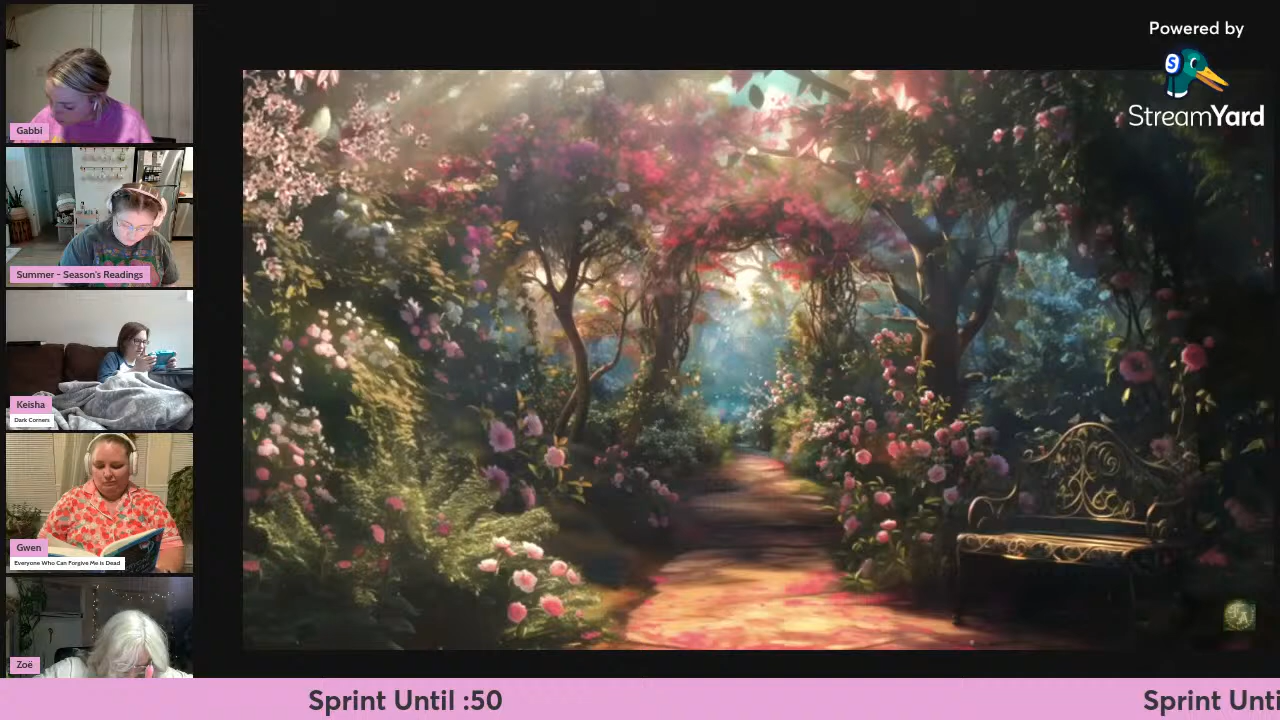 Powered by
S
StreamYard
Gabbi
Summer - Season's Readings
Keisha
Dark Corners
Gwen
Everyone Who Can Forgive Me is Dead
Zoë
Sprint Until :50
Sprint Unti